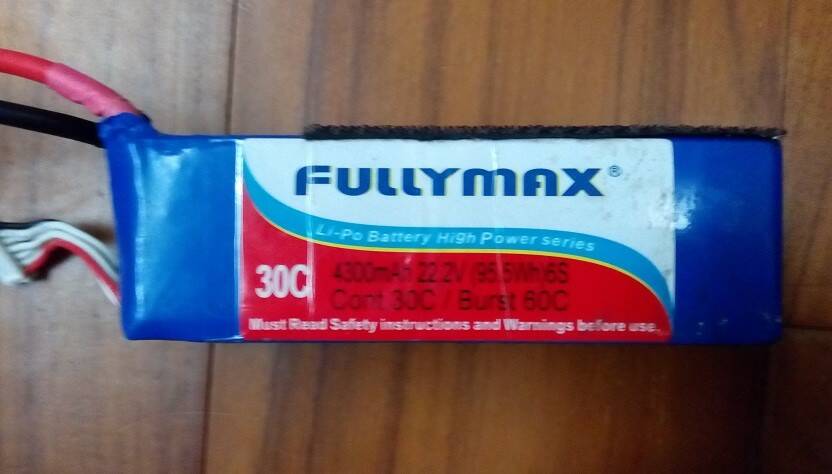 FULLYMAX®
Li-Po Battery High Power series
30C
4300mAh 22.2V (95.5Wh)6S
Cont 30C / Burst 60C
Must Read Safety instructions and Warnings before use.